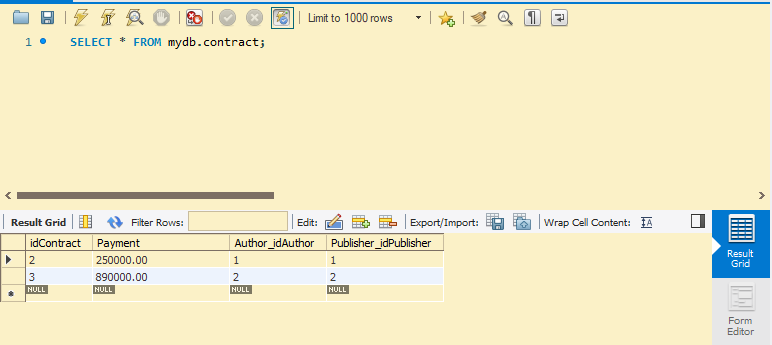 Limit to 1000 rows
1 SELECT * FROM mydb.contract;
Result Grid Filter Rows: Edit: Export/Import: Wrap Cell Content: IA
idContract Payment Author_idAuthor Publisher_idPublisher
2 250000.00 1 1
3 890000.00 2 2
NULL NULL NULL NULL
Result
Grid
Form
Editor